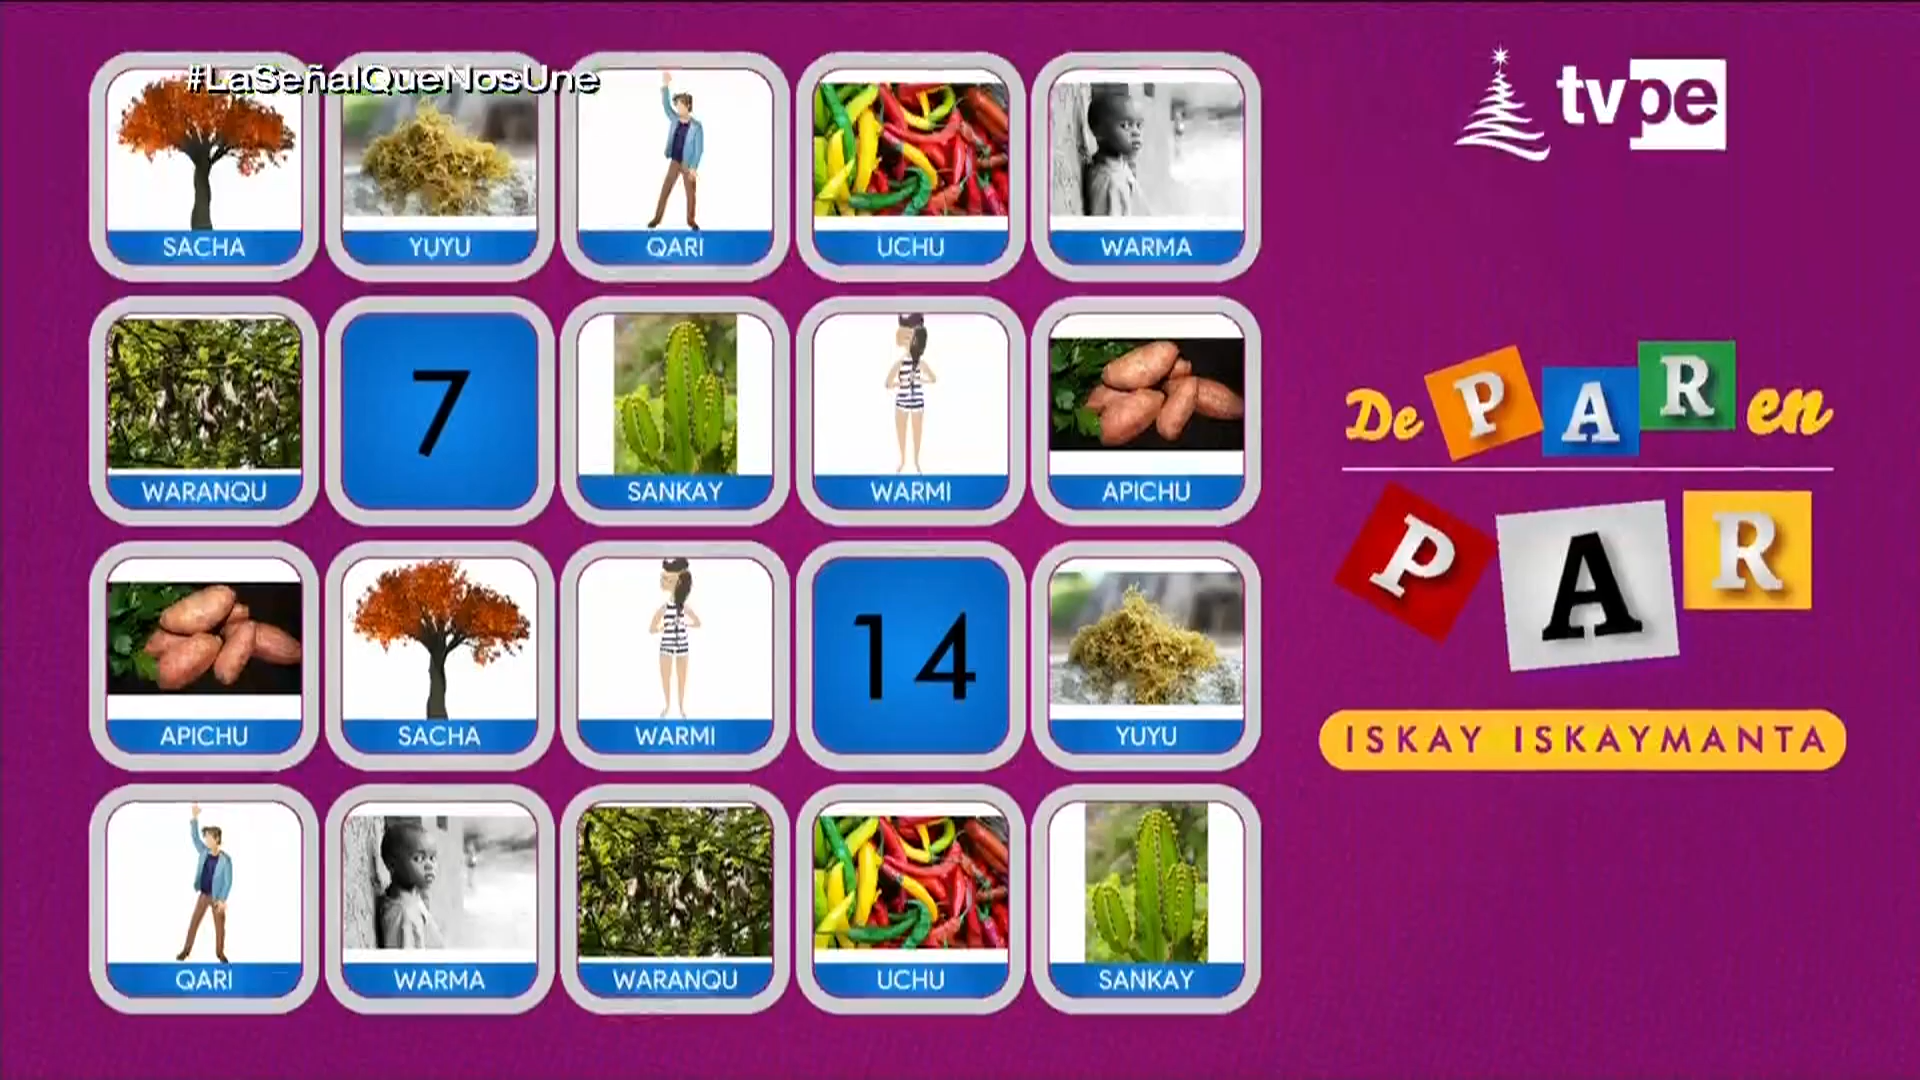 #LaSeñalQueNosUne
tvpe
SACHA
YUYU
QARI
UCHU
WARMA
WARANQU
7
SANKAY
WARMI
APICHU
APICHU
SACHA
WARMI
14
YUYU
QARI
WARMA
WARANQU
UCHU
SANKAY
De PAR en
PAR
ISKAY ISKAYMANTA